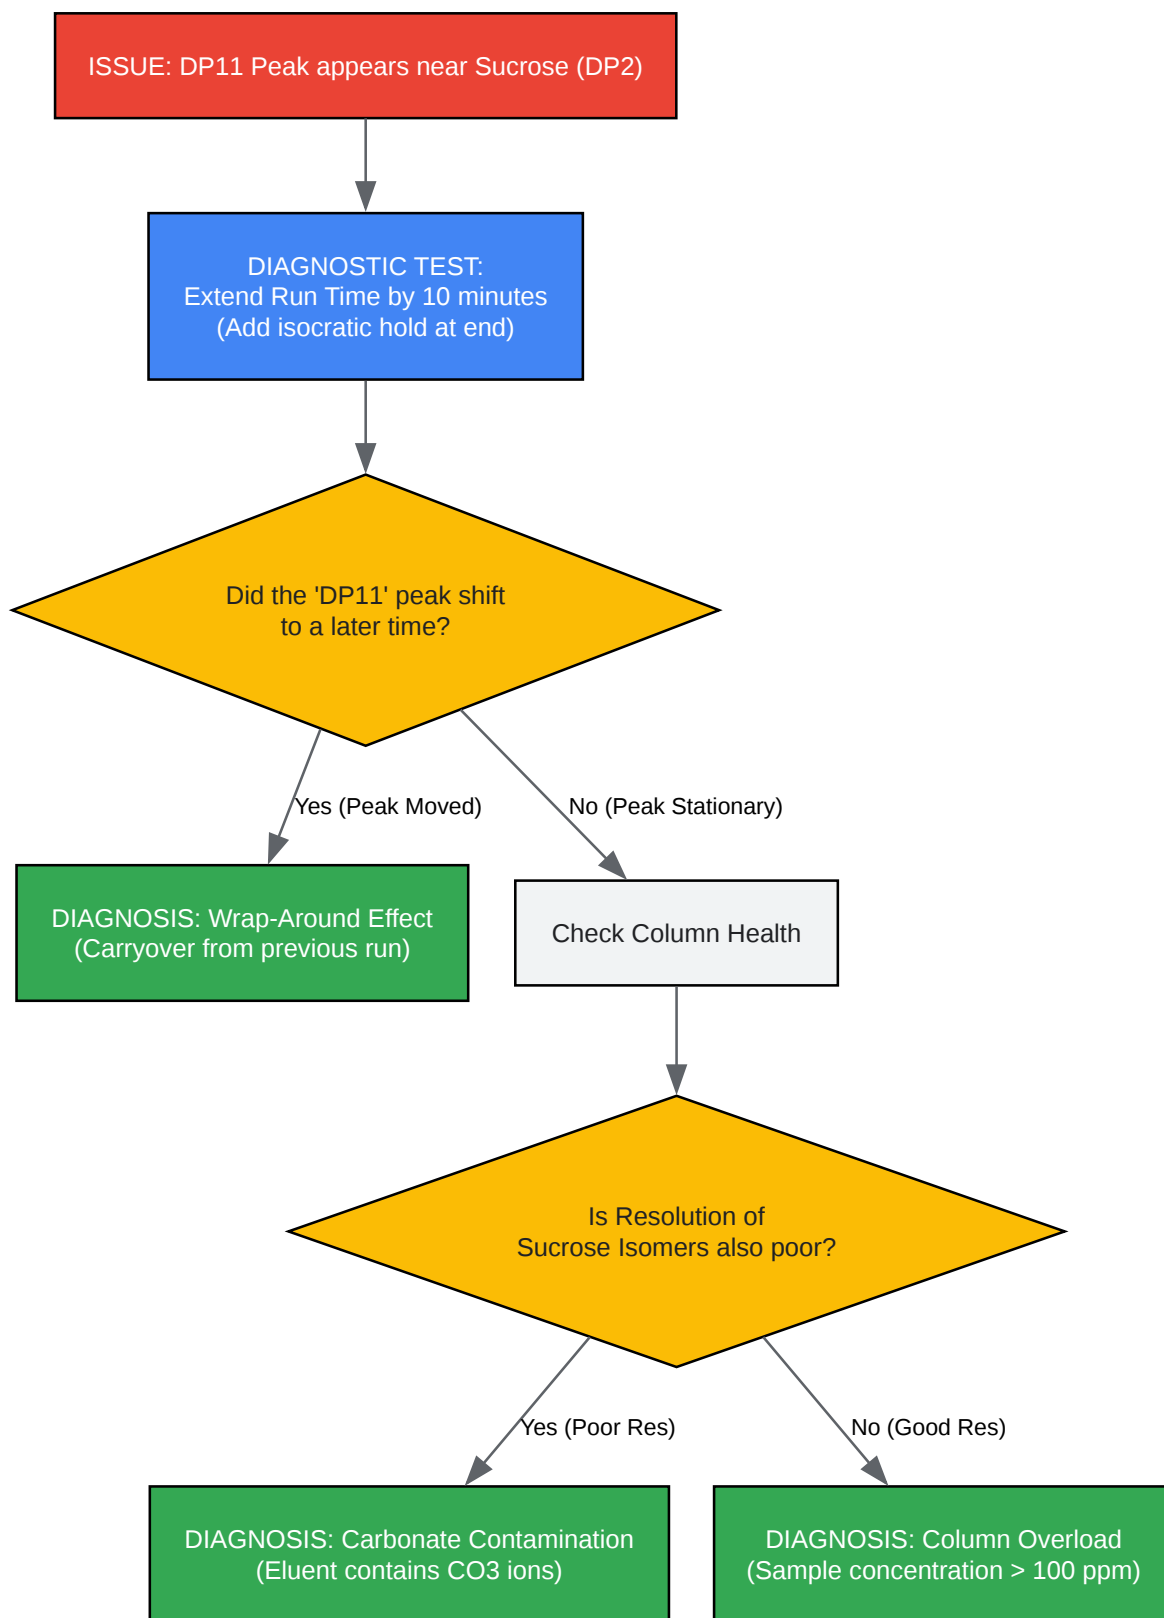 ISSUE: DP11 Peak appears near Sucrose (DP2)
DIAGNOSTIC TEST:
Extend Run Time by 10 minutes
(Add isocratic hold at end)
Did the 'DP11' peak shift
to a later time?
Yes (Peak Moved)
No (Peak Stationary)
DIAGNOSIS: Wrap-Around Effect
(Carryover from previous run)
Check Column Health
Is Resolution of
Sucrose Isomers also poor?
Yes (Poor Res)
No (Good Res)
DIAGNOSIS: Carbonate Contamination
(Eluent contains CO3 ions)
DIAGNOSIS: Column Overload
(Sample concentration > 100 ppm)